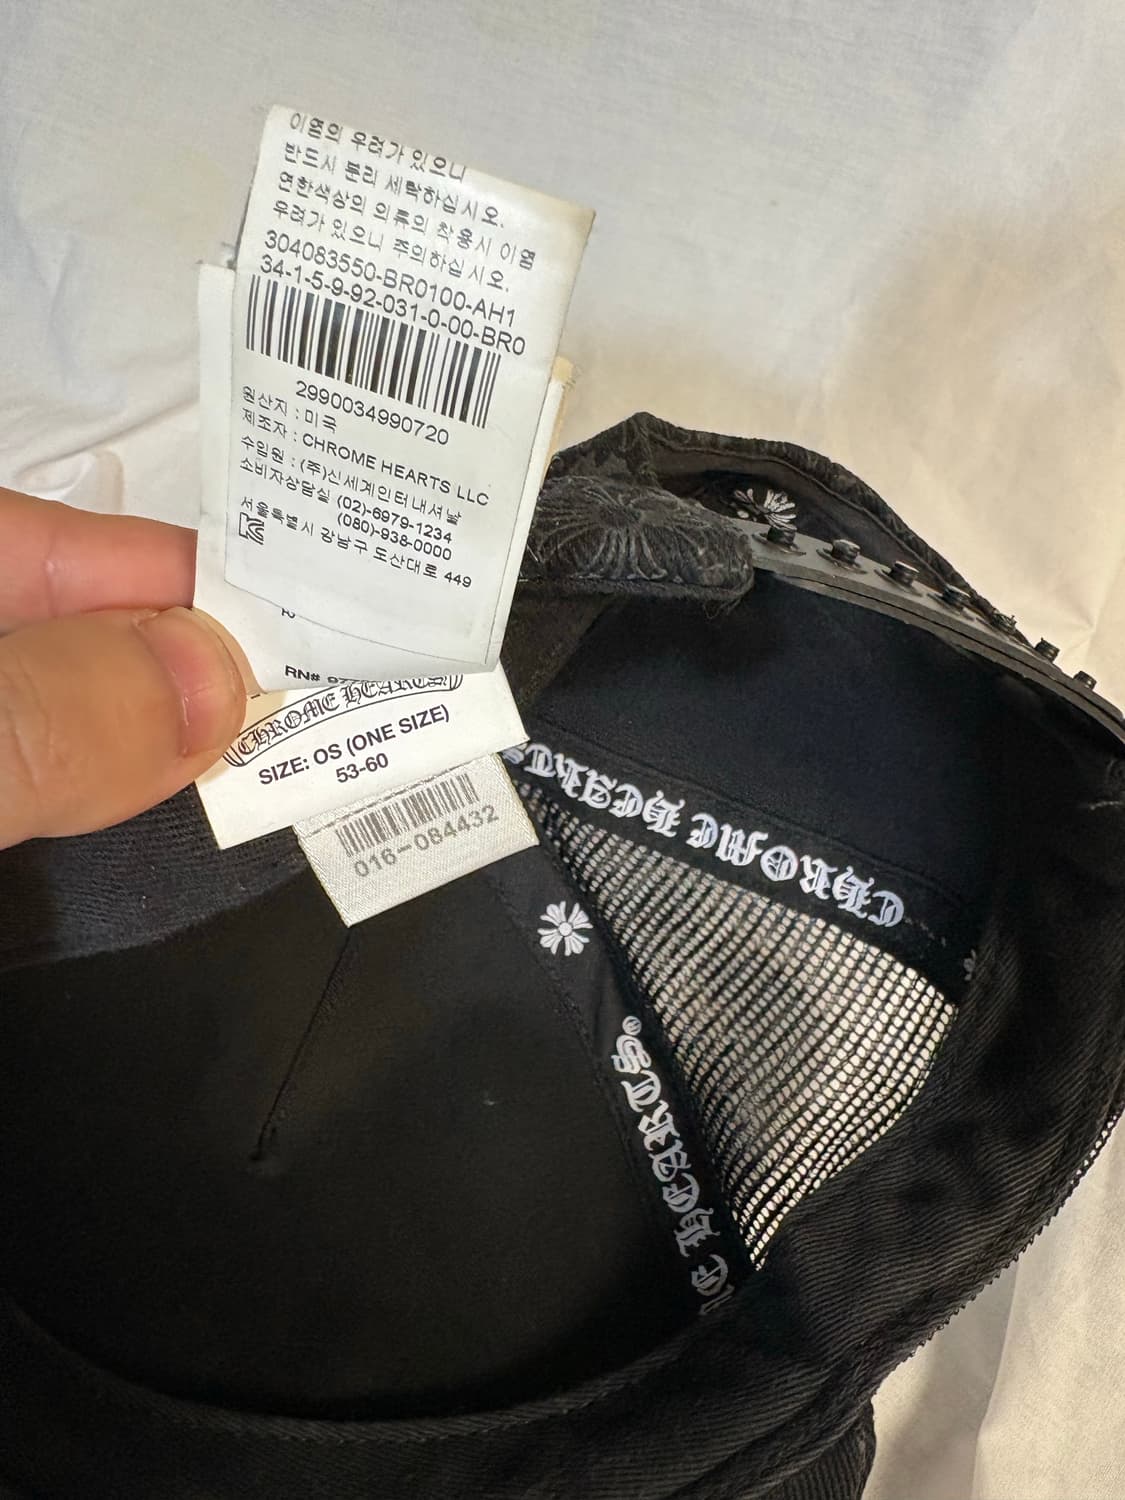 이염의 우려가 있으니
반드시 분리 세탁하십시오.
연한색상의 의류의 착용시 이염
우려가 있으니 주의하십시오.
304083550-BR0100-AH1
34-1-5-9-92-031-0-00-BR0
2990034990720
원산지 : 미국
제조자 : CHROME HEARTS LLC
수입원 : (주)신세계인터내셔날
소비자상담실 (02)-6979-1234
(080)-938-0000
서울특별시 강남구 도산대로 449
RN#
CHROME HEARTS
SIZE: OS (ONE SIZE)
53-60
016-084432
CHROME HEARTS
HEARTS®